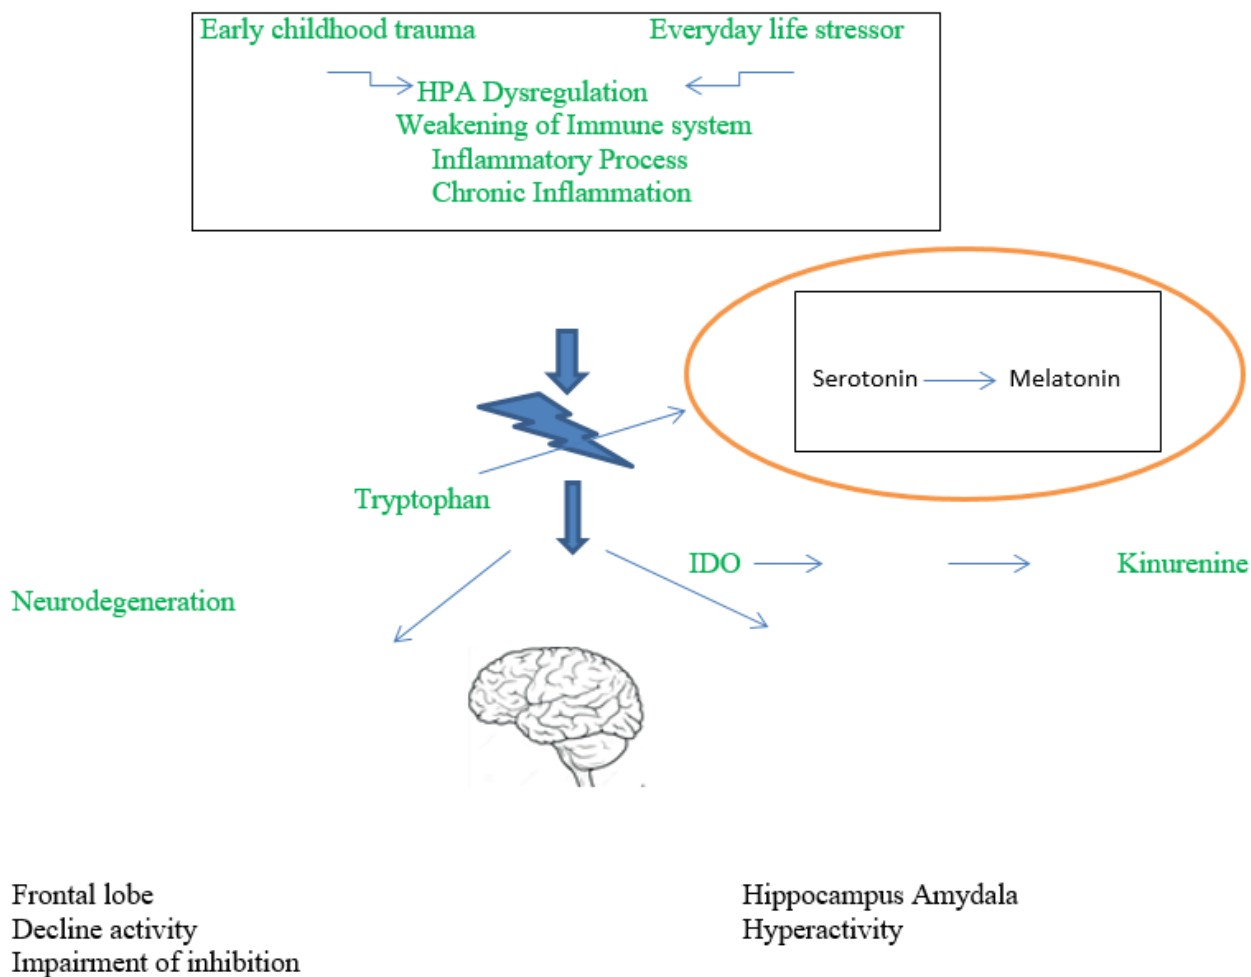 Early childhood trauma Everyday life stressor
HPA Dysregulation
Weakening of Immune system
Inflammatory Process
Chronic Inflammation
Serotonin Melatonin
Tryptophan
IDO Kinurenine
Neurodegeneration
Frontal lobe
Decline activity
Impairment of inhibition
Hippocampus Amydala
Hyperactivity